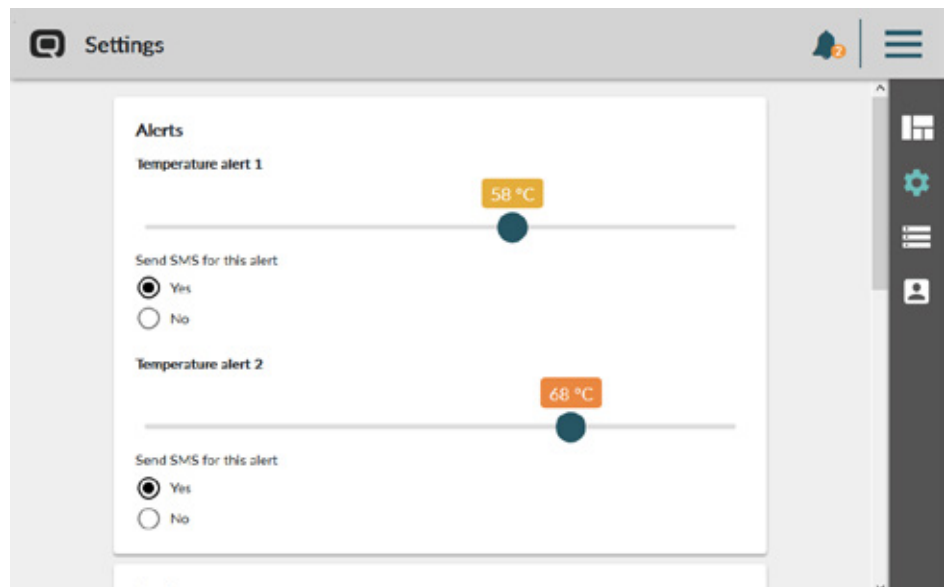 Settings
2
Alerts
Temperature alert 1
58 °C
Send SMS for this alert
Yes
No
Temperature alert 2
68 °C
Send SMS for this alert
Yes
No